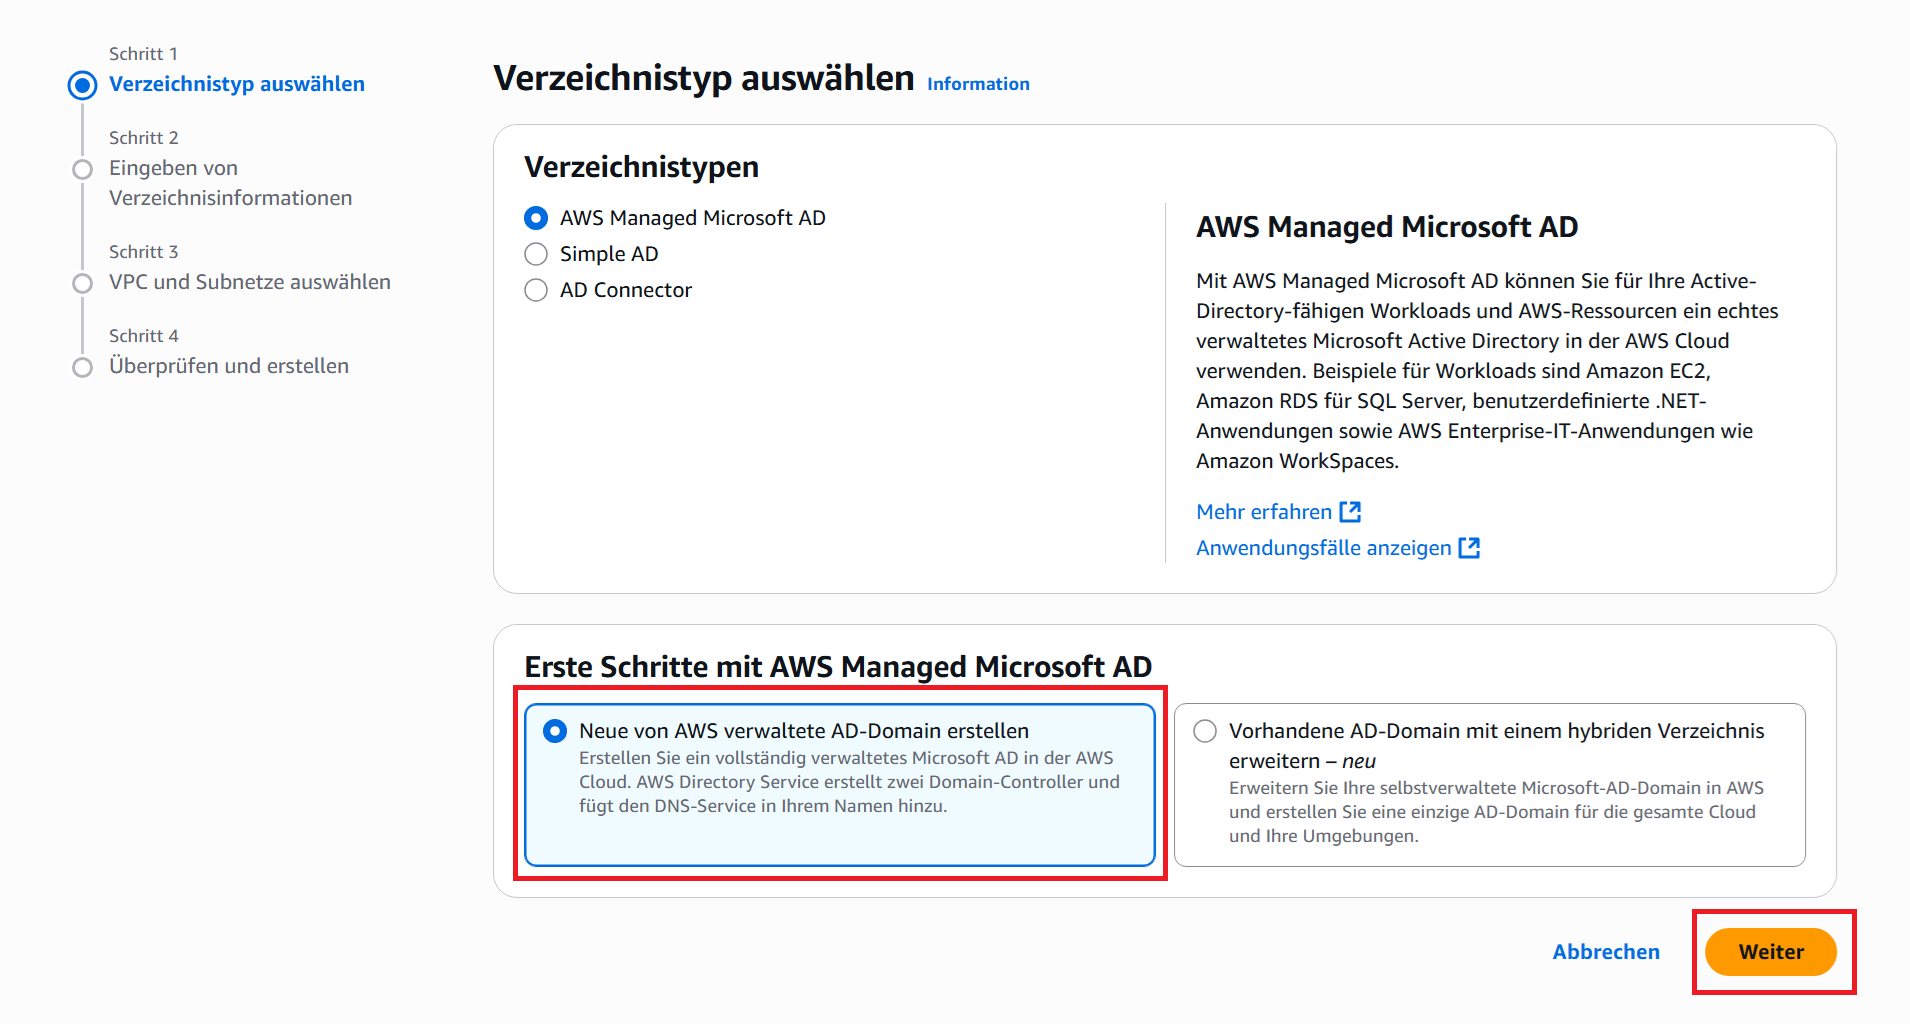 Schritt 1
Verzeichnistyp auswählen
Schritt 2
Eingeben von
Verzeichnisinformationen
Schritt 3
VPC und Subnetze auswählen
Schritt 4
Überprüfen und erstellen
Verzeichnistyp auswählen Information
Verzeichnistypen
AWS Managed Microsoft AD
Simple AD
AD Connector
AWS Managed Microsoft AD
Mit AWS Managed Microsoft AD können Sie für Ihre Active-
Directory-fähigen Workloads und AWS-Ressourcen ein echtes
verwaltetes Microsoft Active Directory in der AWS Cloud
verwenden. Beispiele für Workloads sind Amazon EC2,
Amazon RDS für SQL Server, benutzerdefinierte .NET-
Anwendungen sowie AWS Enterprise-IT-Anwendungen wie
Amazon WorkSpaces.
Mehr erfahren
Anwendungsfälle anzeigen
Erste Schritte mit AWS Managed Microsoft AD
Neue von AWS verwaltete AD-Domain erstellen
Erstellen Sie ein vollständig verwaltetes Microsoft AD in der AWS
Cloud. AWS Directory Service erstellt zwei Domain-Controller und
fügt den DNS-Service in Ihrem Namen hinzu.
Vorhandene AD-Domain mit einem hybriden Verzeichnis
erweitern – neu
Erweitern Sie Ihre selbstverwaltete Microsoft-AD-Domain in AWS
und erstellen Sie eine einzige AD-Domain für die gesamte Cloud
und Ihre Umgebungen.
Abbrechen
Weiter